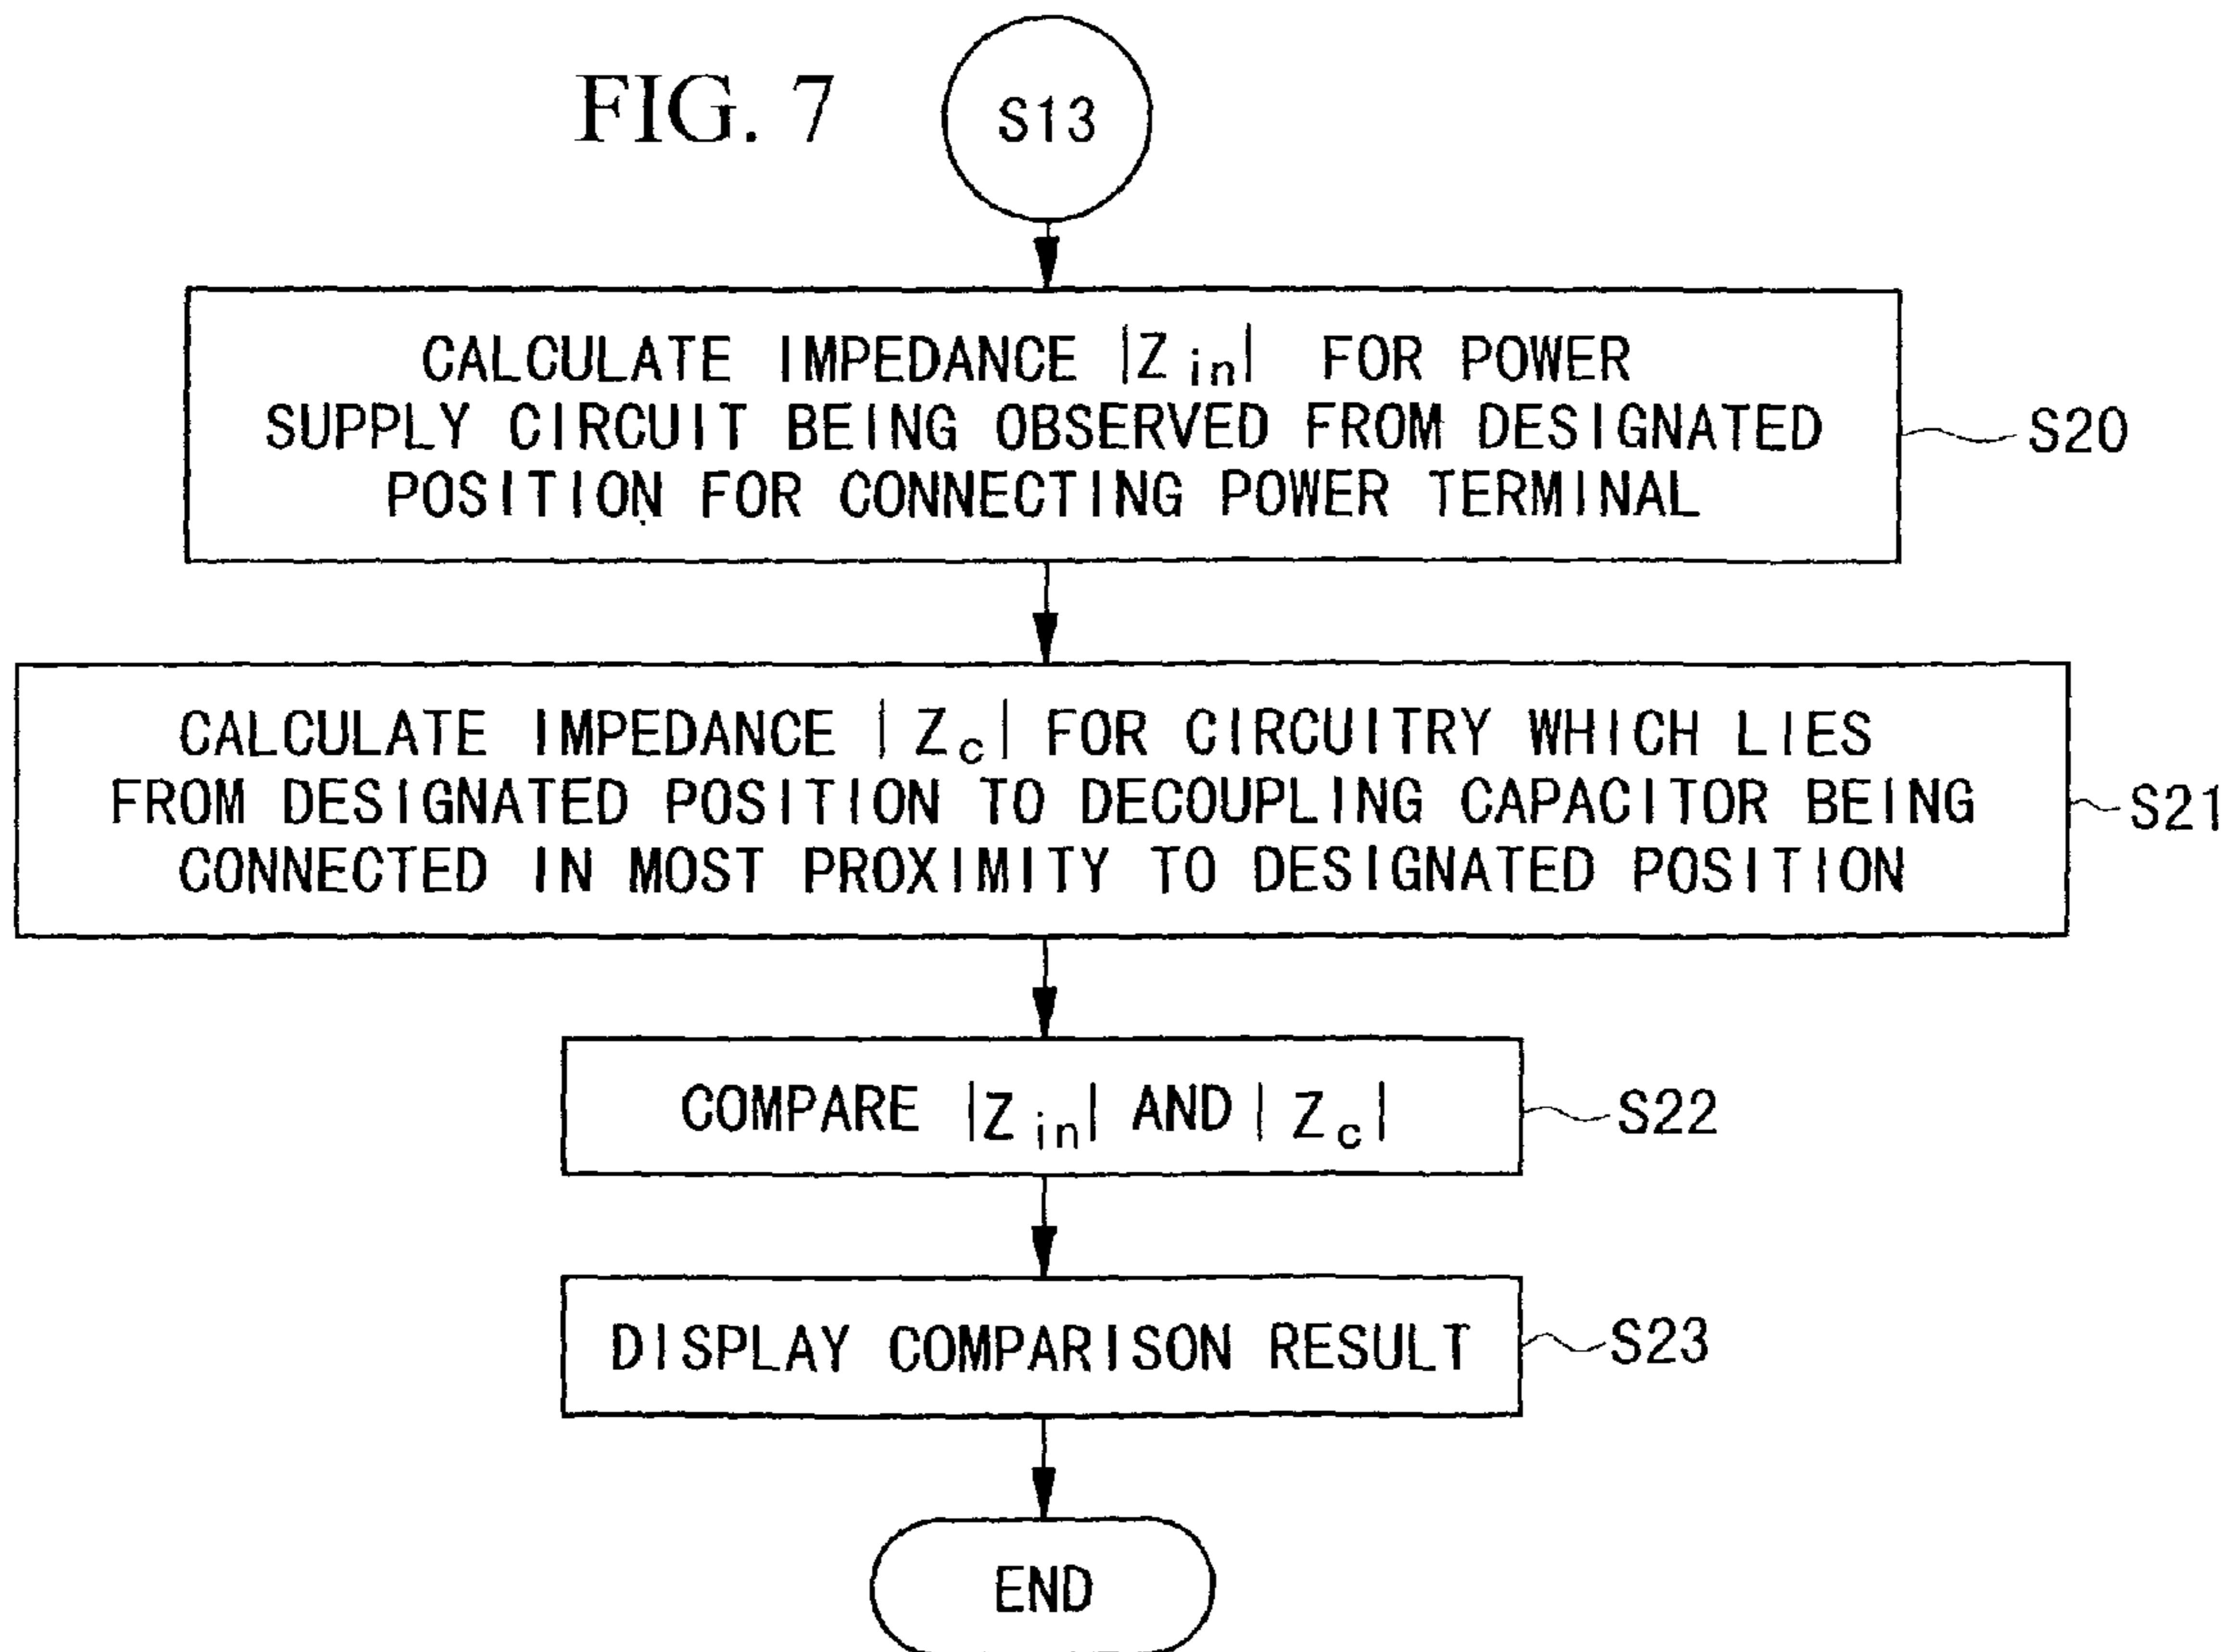 FIG. 7
S13
CALCULATE IMPEDANCE |Z in| FOR POWER
SUPPLY CIRCUIT BEING OBSERVED FROM DESIGNATED
POSITION FOR CONNECTING POWER TERMINAL
S20
CALCULATE IMPEDANCE |Zc| FOR CIRCUITRY WHICH LIES
FROM DESIGNATED POSITION TO DECOUPLING CAPACITOR BEING
CONNECTED IN MOST PROXIMITY TO DESIGNATED POSITION
S21
COMPARE |Z in| AND |Zc|
S22
DISPLAY COMPARISON RESULT
S23
END